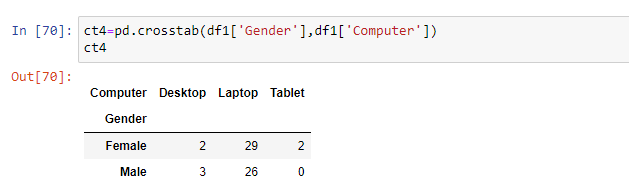 In [70]: ct4=pd.crosstab(df1['Gender'],df1['Computer'])
ct4
Out[70]:
Computer Desktop Laptop Tablet
Gender
Female 2 29 2
Male 3 26 0